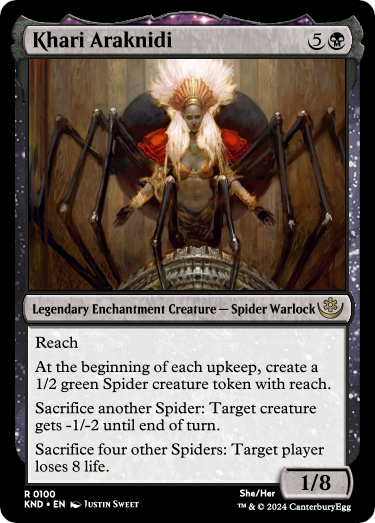 Khari Araknidi 5
Legendary Enchantment Creature — Spider Warlock
Reach
At the beginning of each upkeep, create a
1/2 green Spider creature token with reach.
Sacrifice another Spider: Target creature
gets -1/-2 until end of turn.
Sacrifice four other Spiders: Target player
loses 8 life.
1/8
R 0100
KND • EN Justin Sweet
She/Her
™ & © 2024 CanterburyEgg